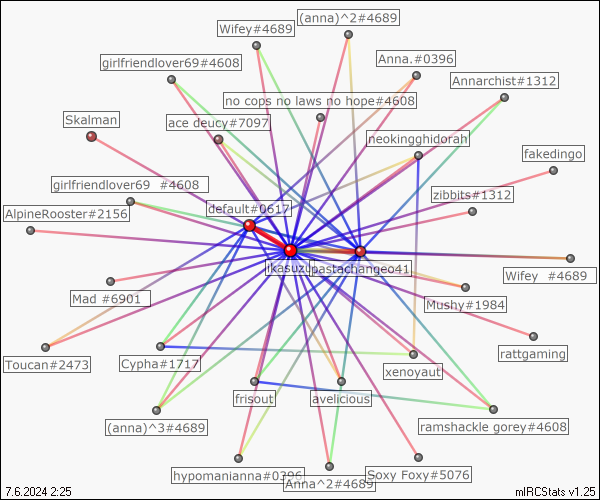 (anna)^2#4689
Wifey#4689
girlfriendlover69#4608
Anna.#0396
Annarchist#1312
no cops no laws no hope#4608
Skalman
ace deucy#7097
neokingghidorah
fakedingo
girlfriendlover69 #4608
zibbits#1312
AlpineRooster#2156
default#0617
ikasuzu
pastachangeo41
Wifey #4689
Mad #6901
Mushy#1984
rattgaming
Toucan#2473
Cypha#1717
xenoyaut
frisout
avelicious
(anna)^3#4689
ramshackle gorey#4608
hypomanianna#0396
Anna^2#4689
Soxy Foxy#5076
7.6.2024 2:25
mIRCStats v1.25